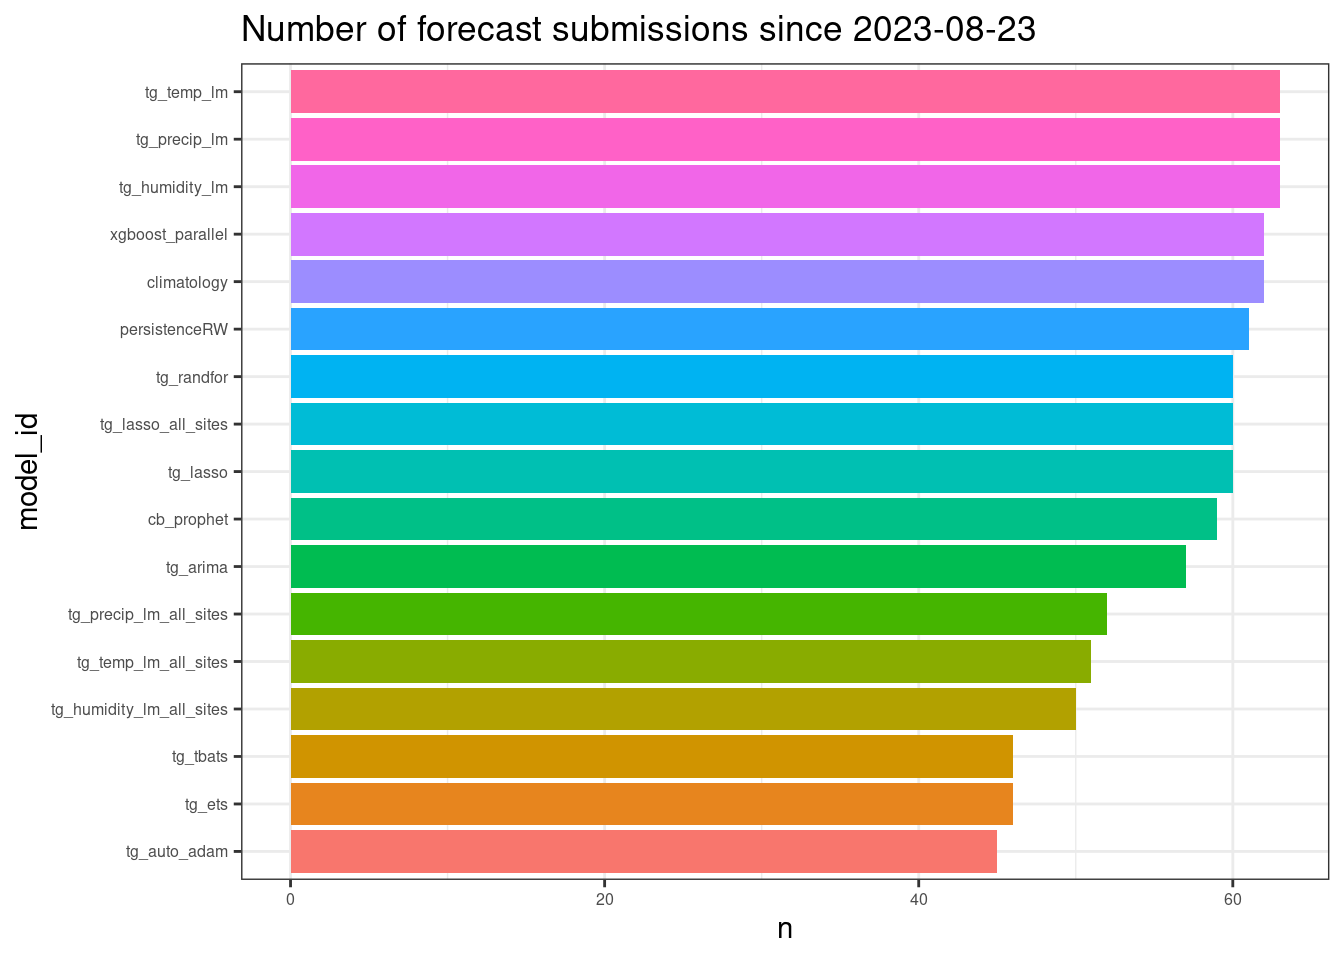 Number of forecast submissions since 2023-08-23
model_id
tg_temp_lm
tg_precip_lm
tg_humidity_lm
xgboost_parallel
climatology
persistenceRW
tg_randfor
tg_lasso_all_sites
tg_lasso
cb_prophet
tg_arima
tg_precip_lm_all_sites
tg_temp_lm_all_sites
tg_humidity_lm_all_sites
tg_tbats
tg_ets
tg_auto_adam
0 20 40 60
n